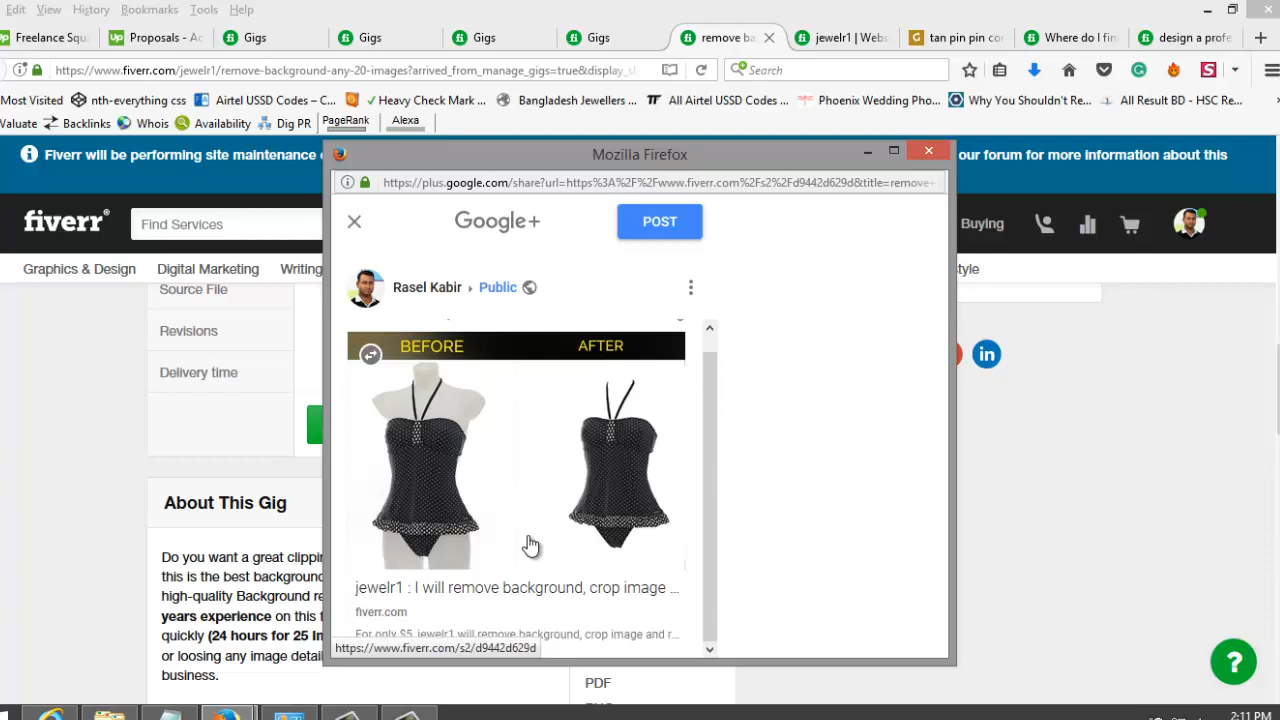 Edit View History Bookmarks Tools Help
Freelance Squ Proposals - Ac Gigs Gigs Gigs Gigs remove ba jewelr1 | Webs tan pin pin co Where do I fin design a profe
https://www.fiverr.com/jewelr1/remove-background-any-20-images?arrived_from_manage_gigs=true&display_sl Search
Most Visited nth-everything css Airtel USSD Codes – C... ✓ Heavy Check Mark ... Bangladesh Jewellers ... All Airtel USSD Codes ... Phoenix Wedding Pho... Why You Shouldn't Re... All Result BD - HSC Re...
Valuate Backlinks Whois Availability Dig PR PageRank Alexa
Fiverr will be performing site maintenance our forum for more information about this
Mozilla Firefox
https://plus.google.com/share?url=https%3A%2F%2Fwww.fiverr.com%2Fs2%2Fd9442d629d&title=remove+
fiverr® Find Services Buying
Google+ POST
Graphics & Design Digital Marketing Writing style
Rasel Kabir Public
Source File
Revisions
Delivery time
BEFORE AFTER
in
About This Gig
Do you want a great clippin
this is the best background
high-quality Background re
years experience on this f
quickly (24 hours for 25 Im
or loosing any image detai
business.
jewelr1 : I will remove background, crop image ...
fiverr.com
For only $5, jewelr1 will remove background, crop image and r...
https://www.fiverr.com/s2/d9442d629d
PDF
?
2:11 PM